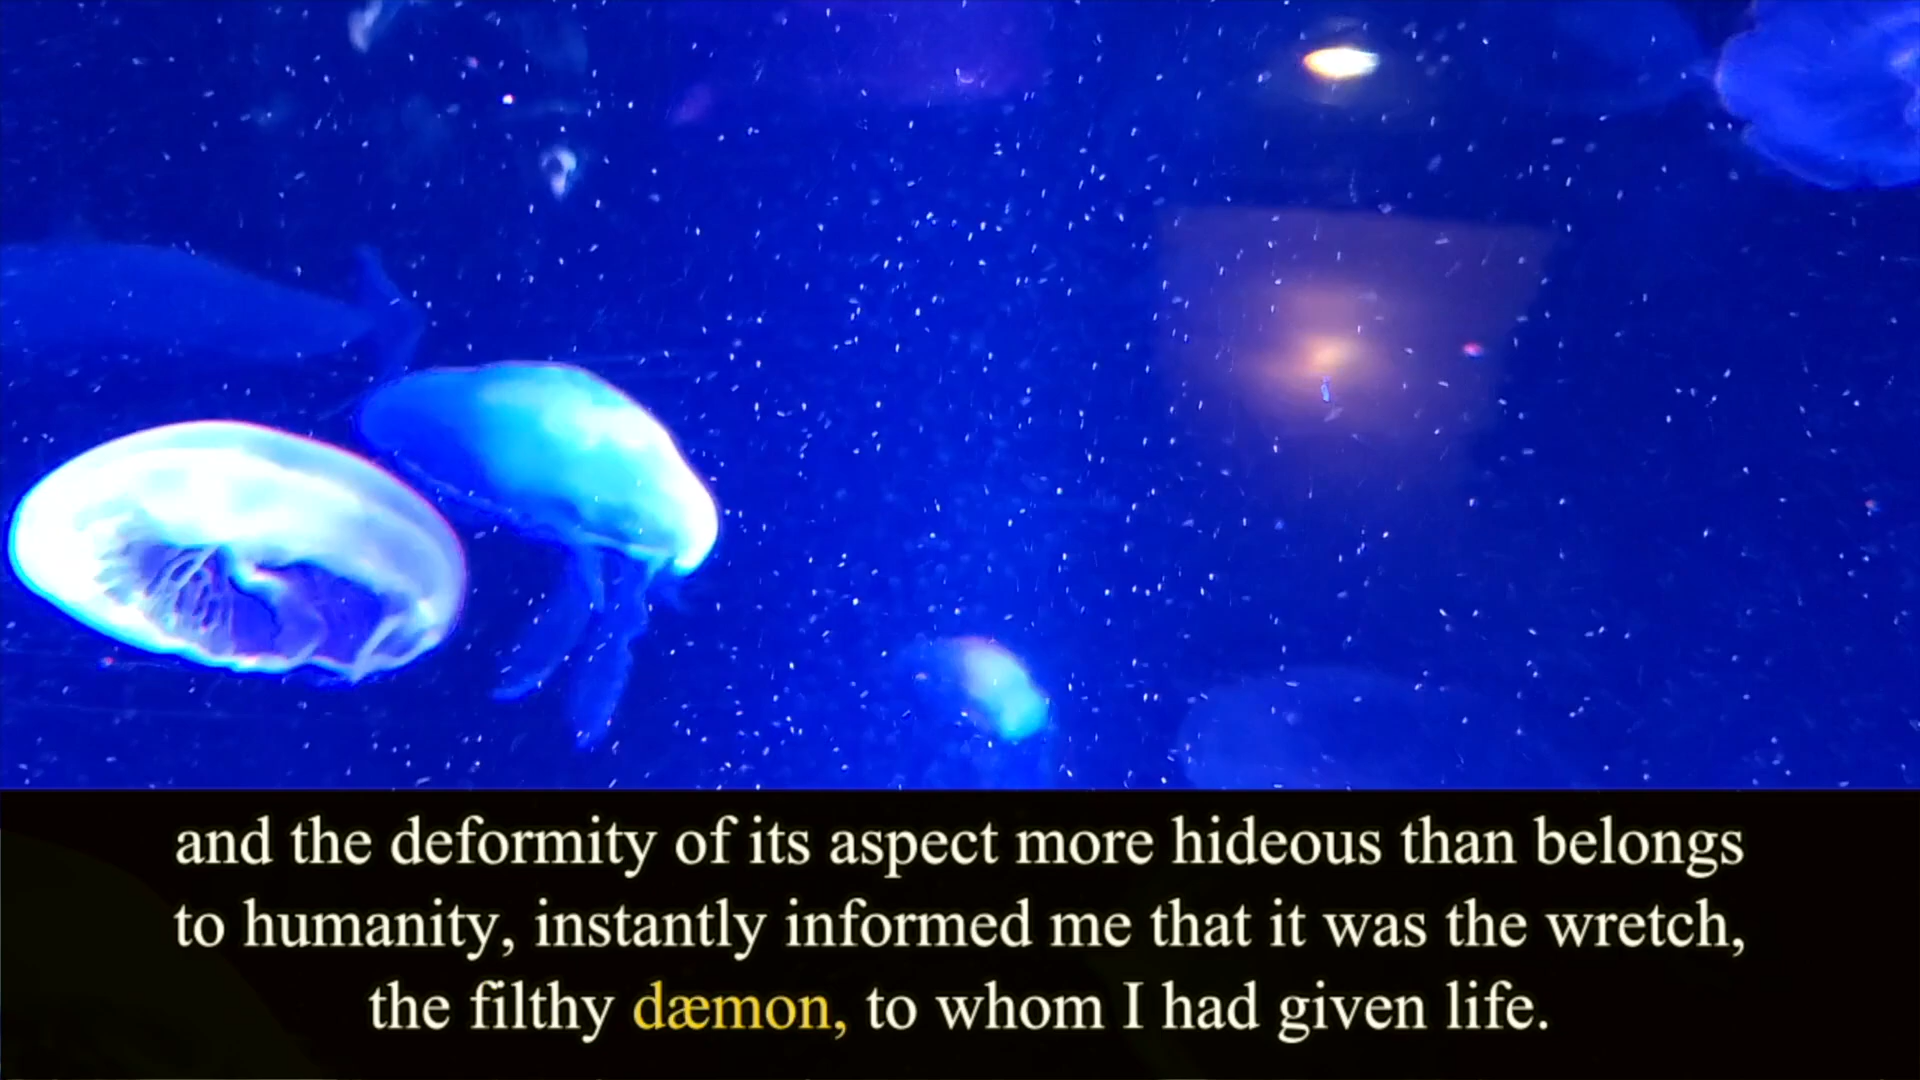 and the deformity of its aspect more hideous than belongs
to humanity, instantly informed me that it was the wretch,
the filthy dæmon, to whom I had given life.